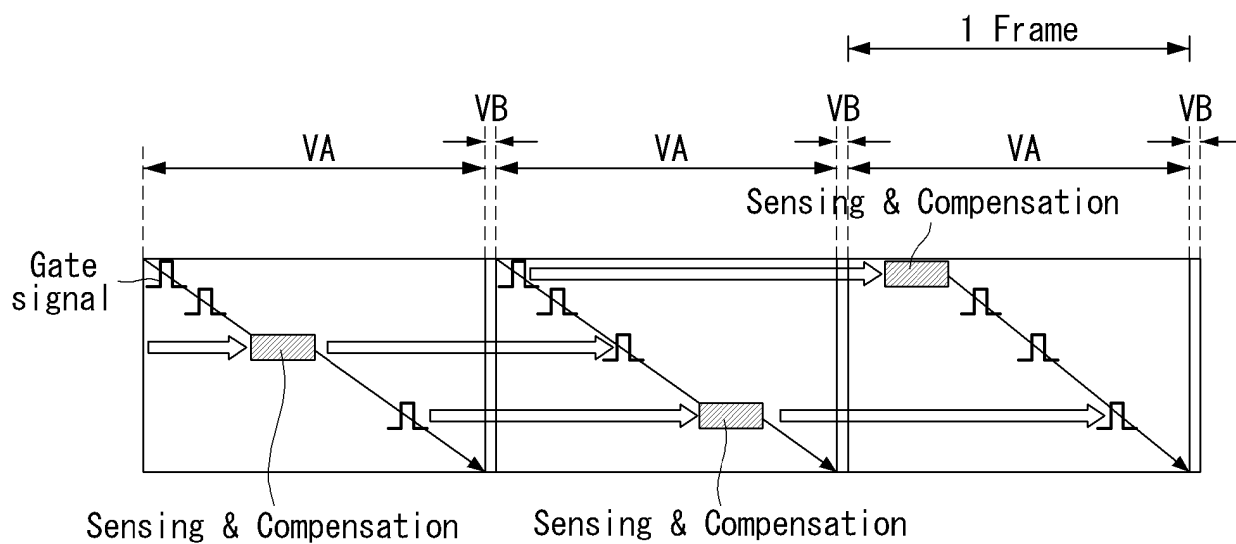 1 Frame
VB
VB
VB
VA
VA
VA
Sensing & Compensation
Gate
signal
Sensing & Compensation
Sensing & Compensation